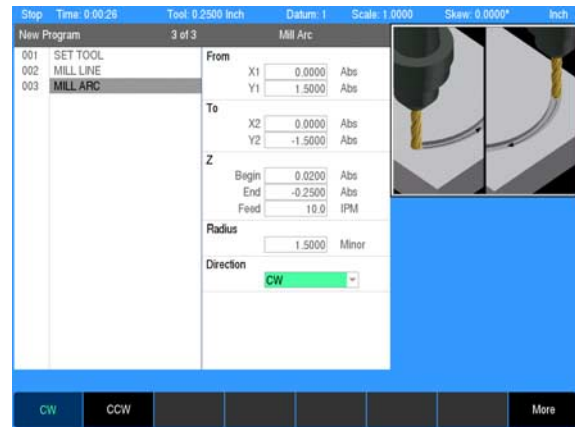 Stop Time: 0:00:26 Tool: 0.2500 Inch Datum: 1 Scale: 1.0000 Skew: 0.0000° Inch
New Program 3 of 3 Mill Arc
001 SET TOOL
002 MILL LINE
003 MILL ARC
From
X1 0.0000 Abs
Y1 1.5000 Abs
To
X2 0.0000 Abs
Y2 -1.5000 Abs
Z
Begin 0.0200 Abs
End -0.2500 Abs
Feed 10.0 IPM
Radius
1.5000 Minor
Direction
CW
CW CCW More